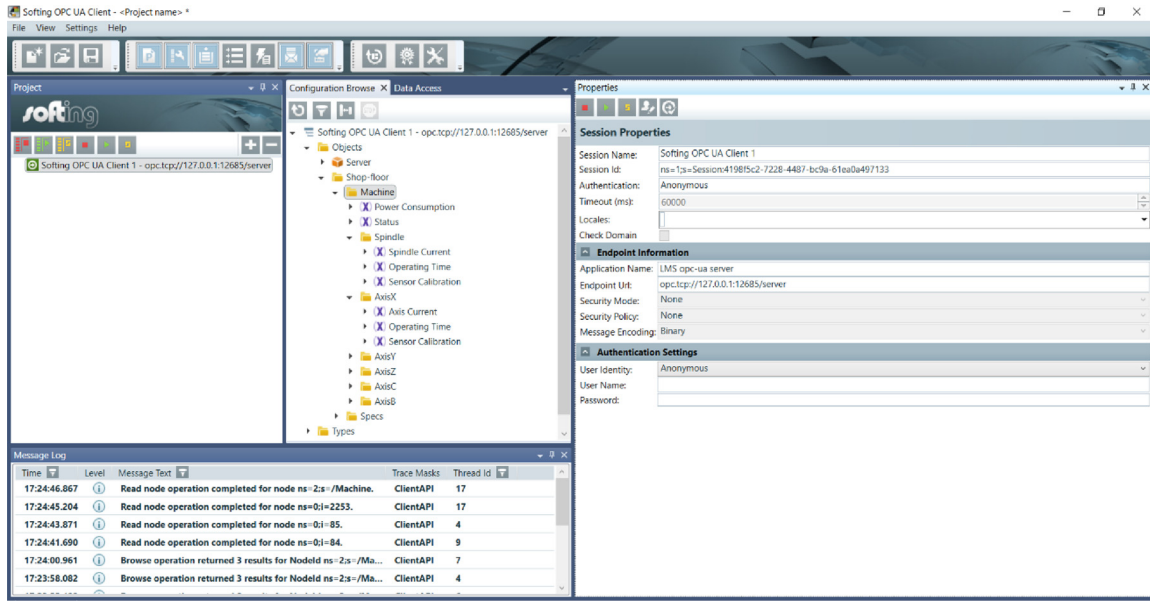 Softing OPC UA Client - <Project name> *
File View Settings Help
Project
softing
Softing OPC UA Client 1 - opc.tcp://127.0.0.1:12685/server
Configuration Browse X Data Access
Softing OPC UA Client 1 - opc.tcp://127.0.0.1:12685/server
Objects
Server
Shop-floor
Machine
(X) Power Consumption
(X) Status
Spindle
(X) Spindle Current
(X) Operating Time
(X) Sensor Calibration
AxisX
(X) Axis Current
(X) Operating Time
(X) Sensor Calibration
AxisY
AxisZ
AxisC
AxisB
Specs
Types
Properties
Session Properties
Session Name: Softing OPC UA Client 1
Session Id: ns=1;s=Session:4198f5c2-7228-4487-bc9a-61ea0a497133
Authentication: Anonymous
Timeout (ms): 60000
Locales:
Check Domain
Endpoint Information
Application Name: LMS opc-ua server
Endpoint Url: opc.tcp://127.0.0.1:12685/server
Security Mode: None
Security Policy: None
Message Encoding: Binary
Authentication Settings
User Identity: Anonymous
User Name:
Password:
Message Log
Time Level Message Text Trace Masks Thread Id
17:24:46.867 Read node operation completed for node ns=2;s=/Machine. ClientAPI 17
17:24:45.204 Read node operation completed for node ns=0;i=2253. ClientAPI 17
17:24:43.871 Read node operation completed for node ns=0;i=85. ClientAPI 4
17:24:41.690 Read node operation completed for node ns=0;i=84. ClientAPI 9
17:24:00.961 Browse operation returned 3 results for NodeId ns=2;s=/Ma... ClientAPI 7
17:23:58.082 Browse operation returned 3 results for NodeId ns=2;s=/Ma... ClientAPI 4